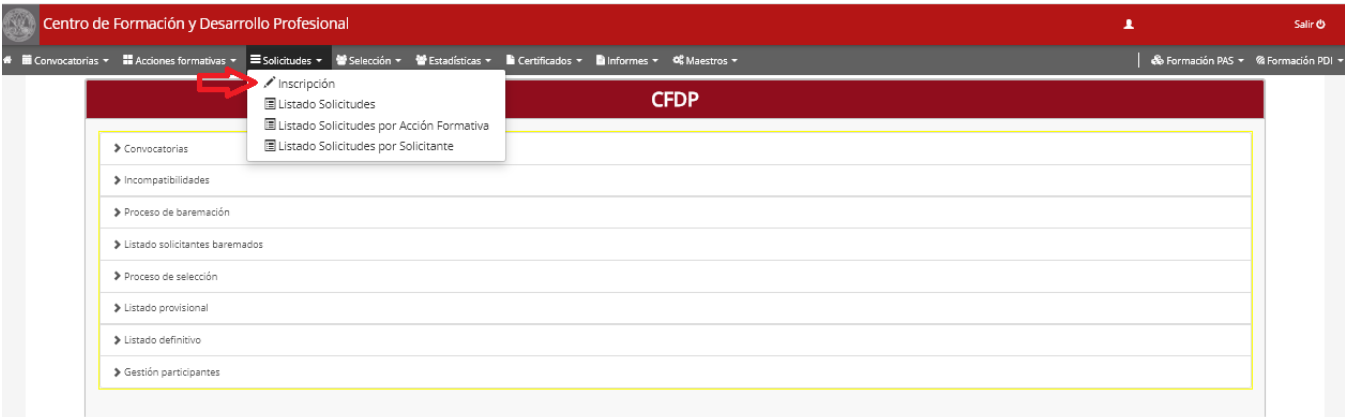 Centro de Formación y Desarrollo Profesional Salir
Convocatorias Acciones formativas Solicitudes Selección Estadísticas Certificados Informes Maestros Formación PAS Formación PDI
Inscripción
Listado Solicitudes
Listado Solicitudes por Acción Formativa
Listado Solicitudes por Solicitante
CFDP
Convocatorias
Incompatibilidades
Proceso de baremación
Listado solicitantes baremados
Proceso de selección
Listado provisional
Listado definitivo
Gestión participantes